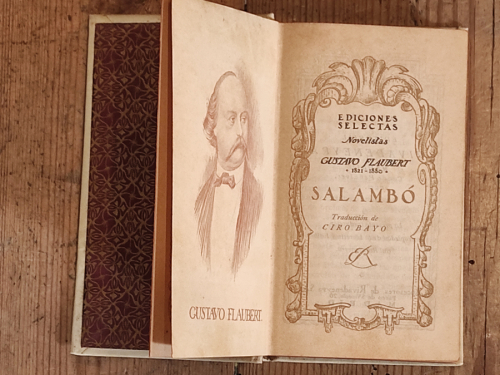 GUSTAVO FLAUBERT
EDICIONES
SELECTAS
Novelistas
GUSTAVO FLAUBERT
• 1821 - 1880 •
SALAMBÓ
Traducción de
CIRO BAYO